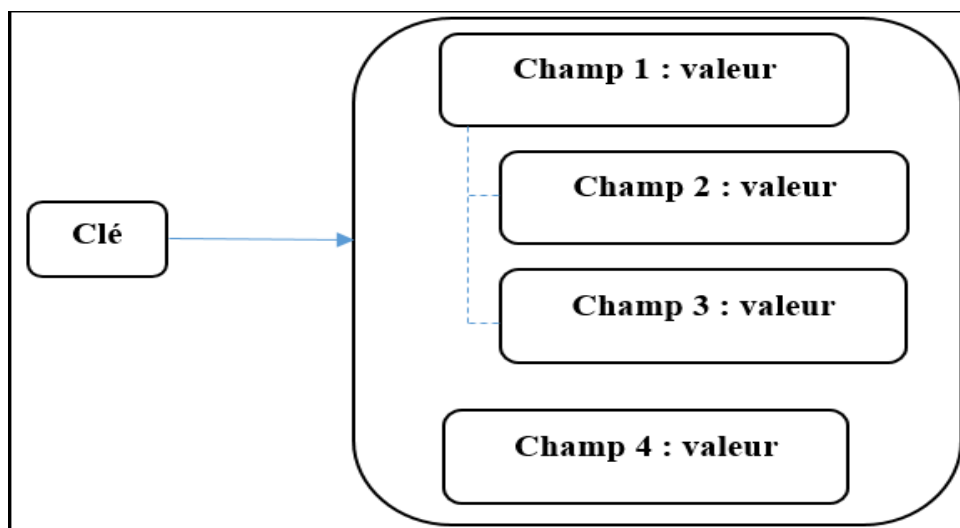 Champ 1 : valeur
Champ 2 : valeur
Clé
Champ 3 : valeur
Champ 4 : valeur